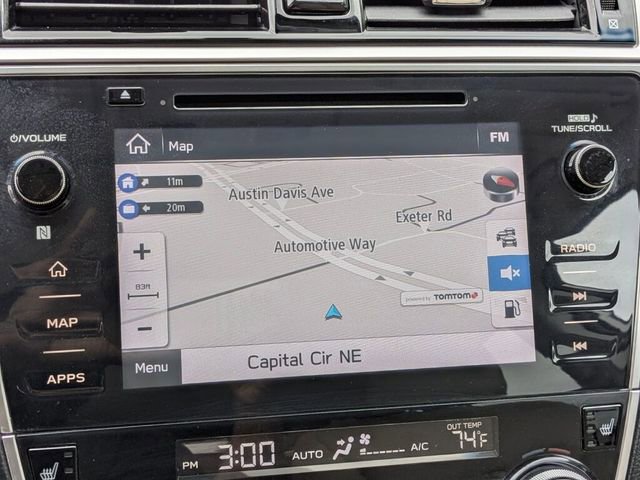 VOLUME
HOLD
TUNE/SCROLL
Map
FM
11m
20m
Austin Davis Ave
Exeter Rd
Automotive Way
83ft
powered by TOMTOM
Menu
Capital Cir NE
N
MAP
APPS
RADIO
PM 3:00 AUTO A/C
OUT TEMP
74°F